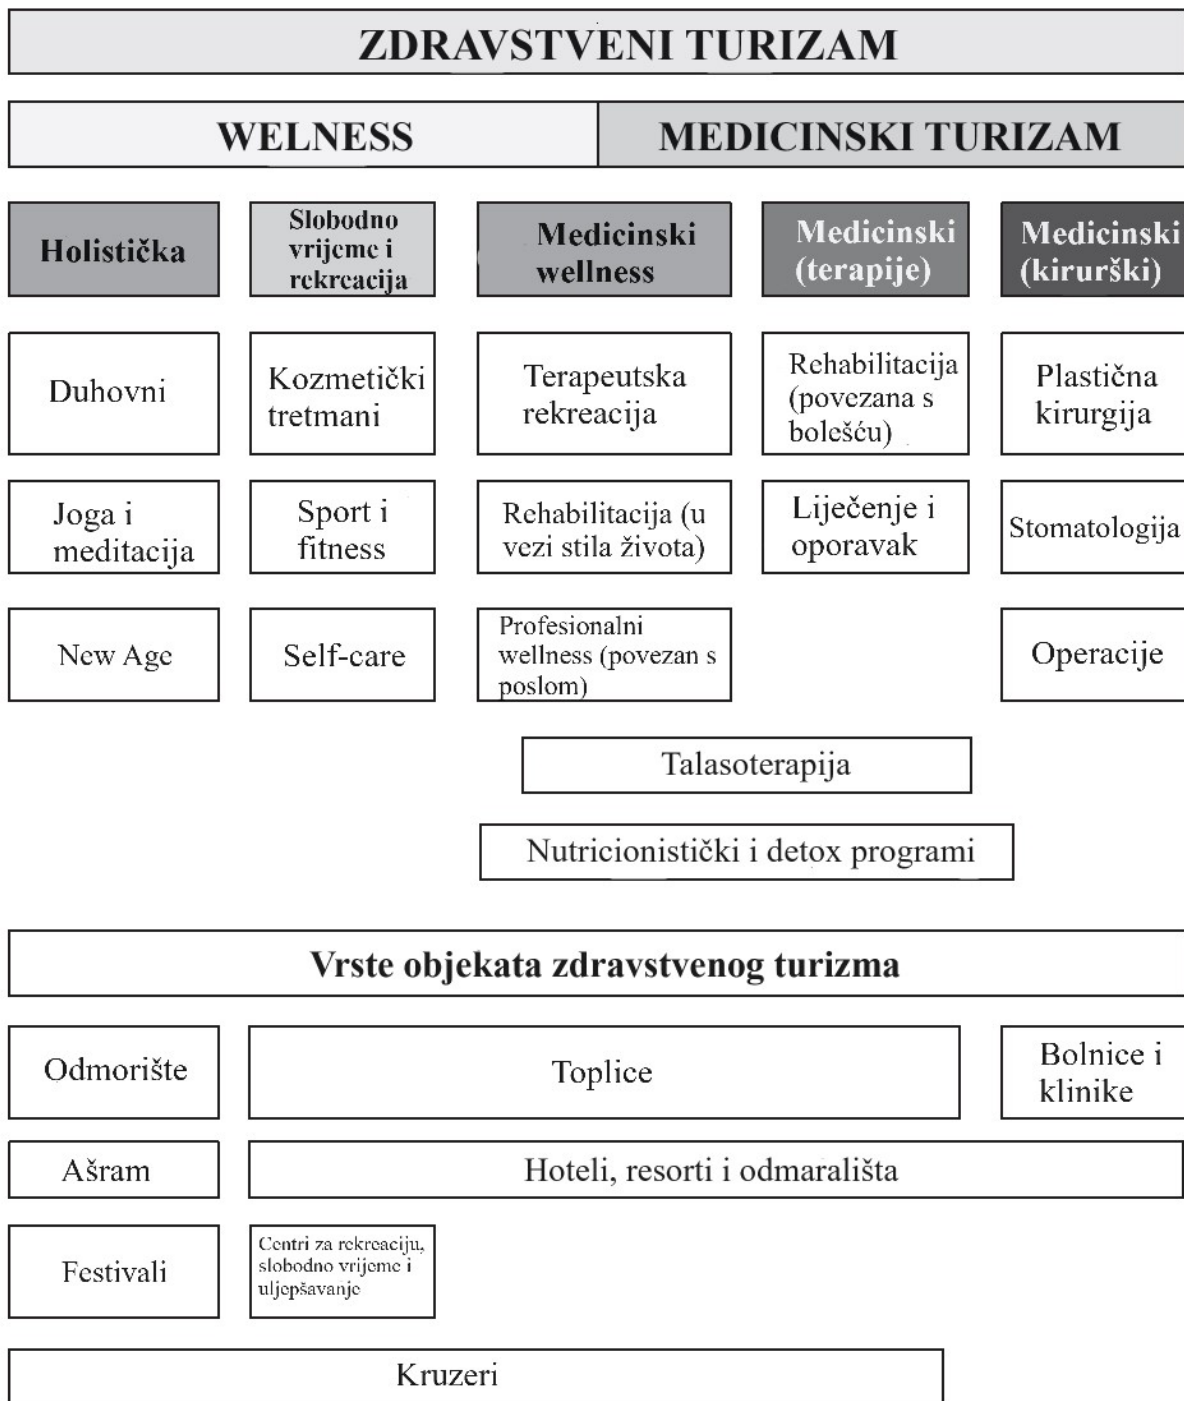 ZDRAVSTVENI TURIZAM
WELNESS
MEDICINSKI TURIZAM
Holistička
Slobodno
vrijeme i
rekreacija
Medicinski
wellness
Medicinski
(terapije)
Medicinski
(kirurški)
Duhovni
Kozmetički
tretmani
Terapeutska
rekreacija
Rehabilitacija
(povezana s
bolešću)
Plastična
kirurgija
Joga i
meditacija
Sport i
fitness
Rehabilitacija (u
vezi stila života)
Liječenje i
oporavak
Stomatologija
New Age
Self-care
Profesionalni
wellness (povezan s
poslom)
Operacije
Talasoterapija
Nutricionistički i detox programi
Vrste objekata zdravstvenog turizma
Odmorište
Toplice
Bolnice i
klinike
Ašram
Hoteli, resorti i odmarališta
Festivali
Centri za rekreaciju,
slobodno vrijeme i
uljepšavanje
Kruzeri